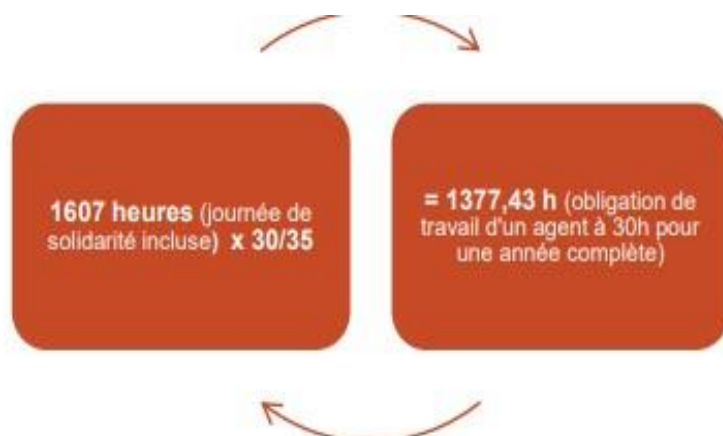 1607 heures (journée de
solidarité incluse) x 30/35
= 1377,43 h (obligation de
travail d'un agent à 30h pour
une année complète)